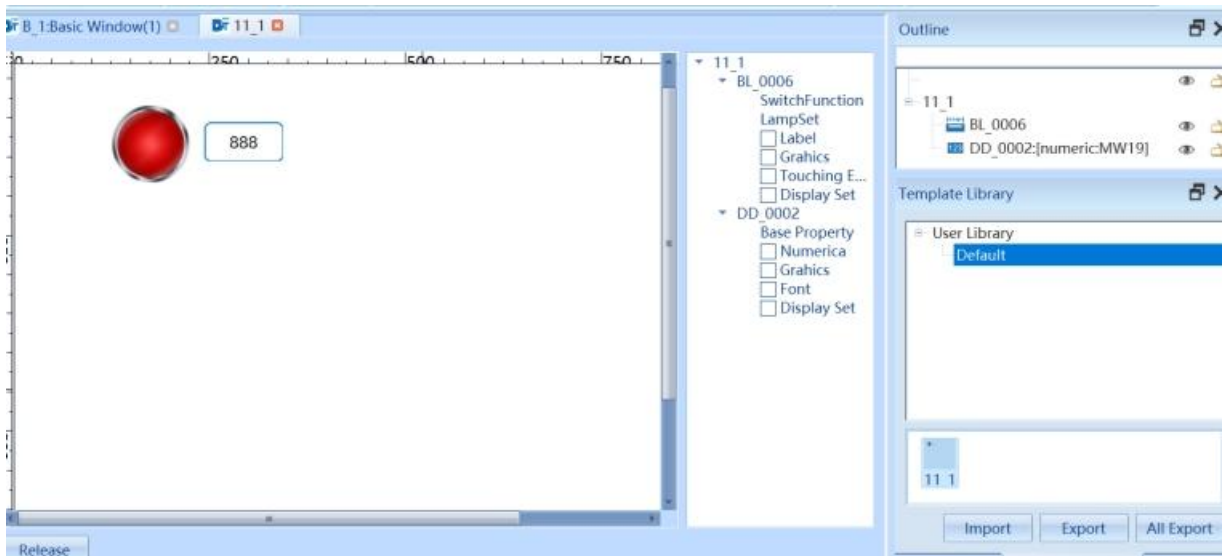 B_1:Basic Window(1)
11_1
250
500
750
888
11_1
BL_0006
SwitchFunction
LampSet
Label
Grahics
Touching E...
Display Set
DD_0002
Base Property
Numerica
Grahics
Font
Display Set
Outline
11_1
BL_0006
DD_0002:[numeric:MW19]
Template Library
User Library
Default
11_1
Import Export All Export
Release